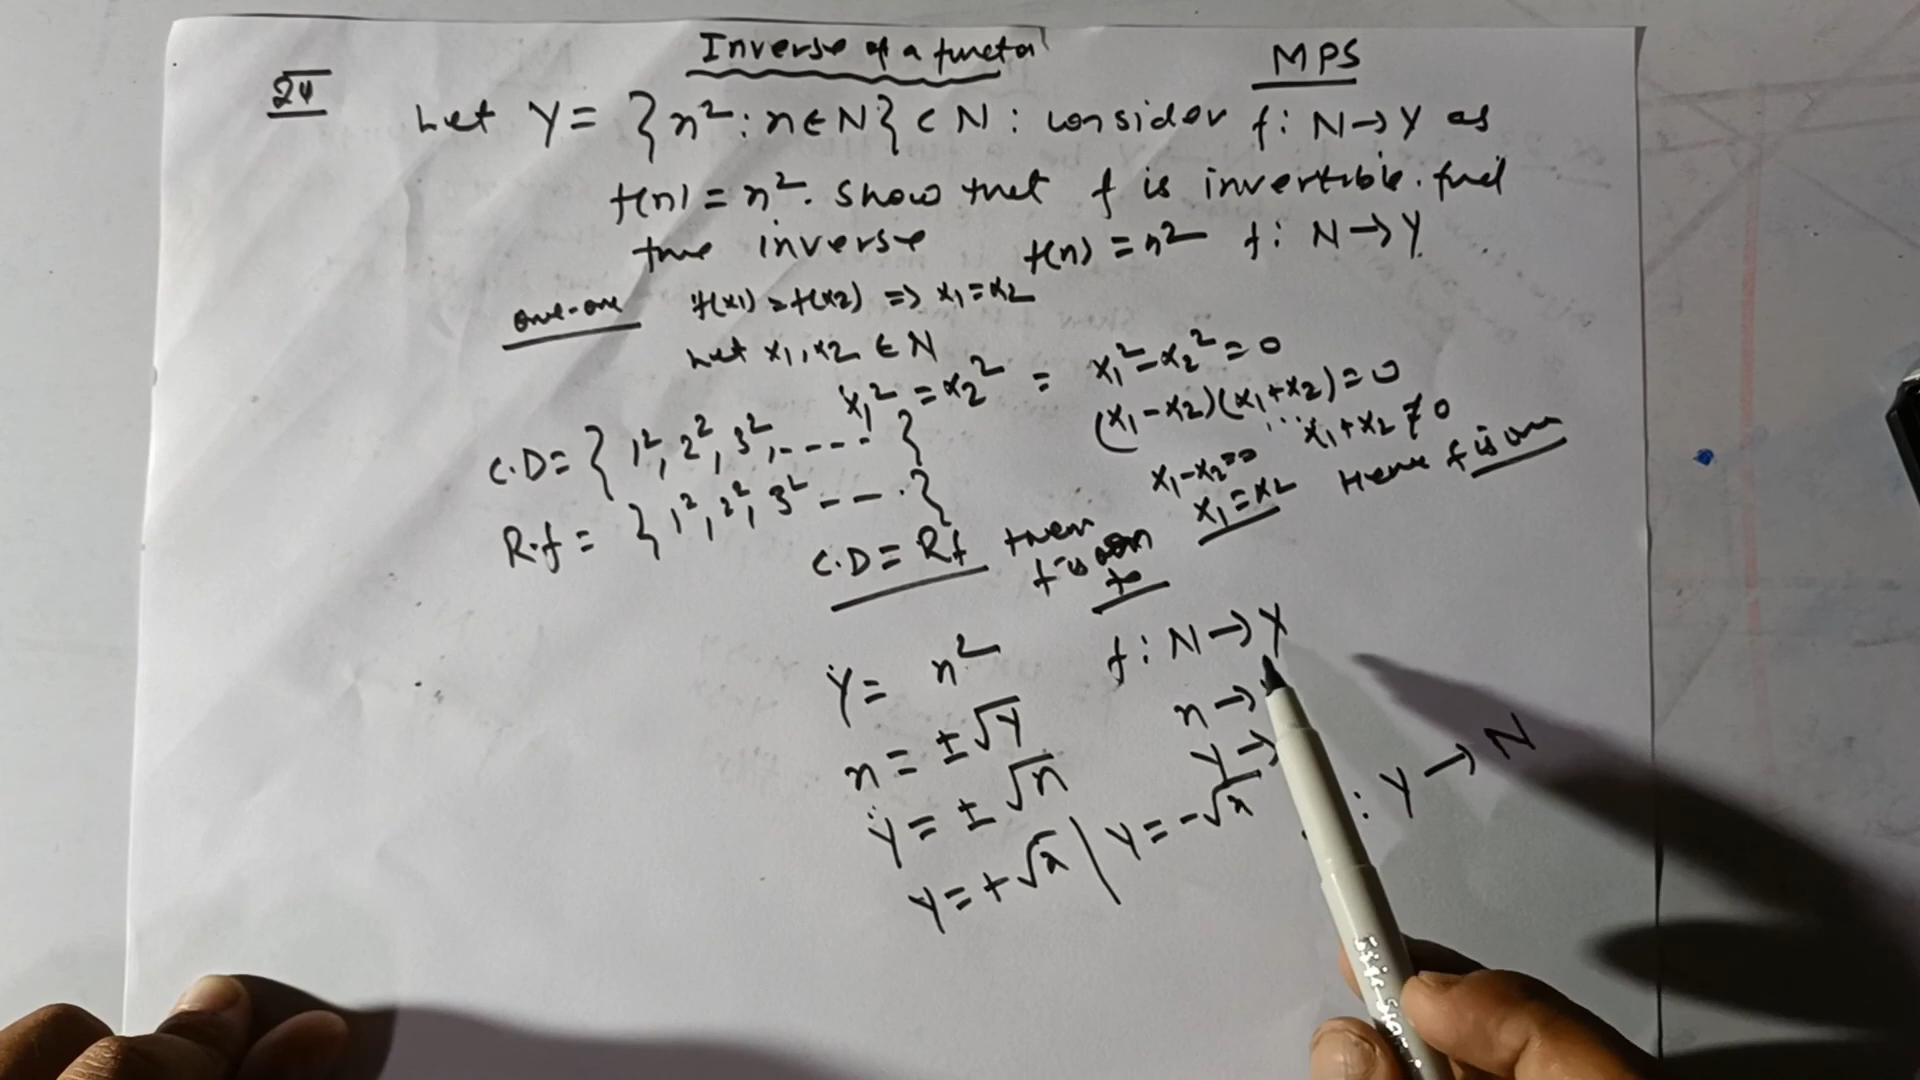 Inverse of a function
MPS
24
Let Y = {n² : n ∈ N} ⊂ N : consider f : N → Y as
f(n) = n². show that f is invertible. find
the inverse
f(n) = n² f : N → Y
one-one f(x1) = f(x2) => x1 = x2
Let x1, x2 ∈ N
x1² = x2² = x1² - x2² = 0
(x1 - x2)(x1 + x2) = 0
∵ x1 + x2 ≠ 0
x1 - x2 = 0
x1 = x2 Hence f is one
C.D = {1², 2², 3², ---- }
R.f = {1², 2², 3² -- . }
C.D = Rf then
f is on
to
Y = n² f : N → Y
n = ±√Y n →
Y = ±√n Y →
Y = +√x | Y = -√x
: Y → N